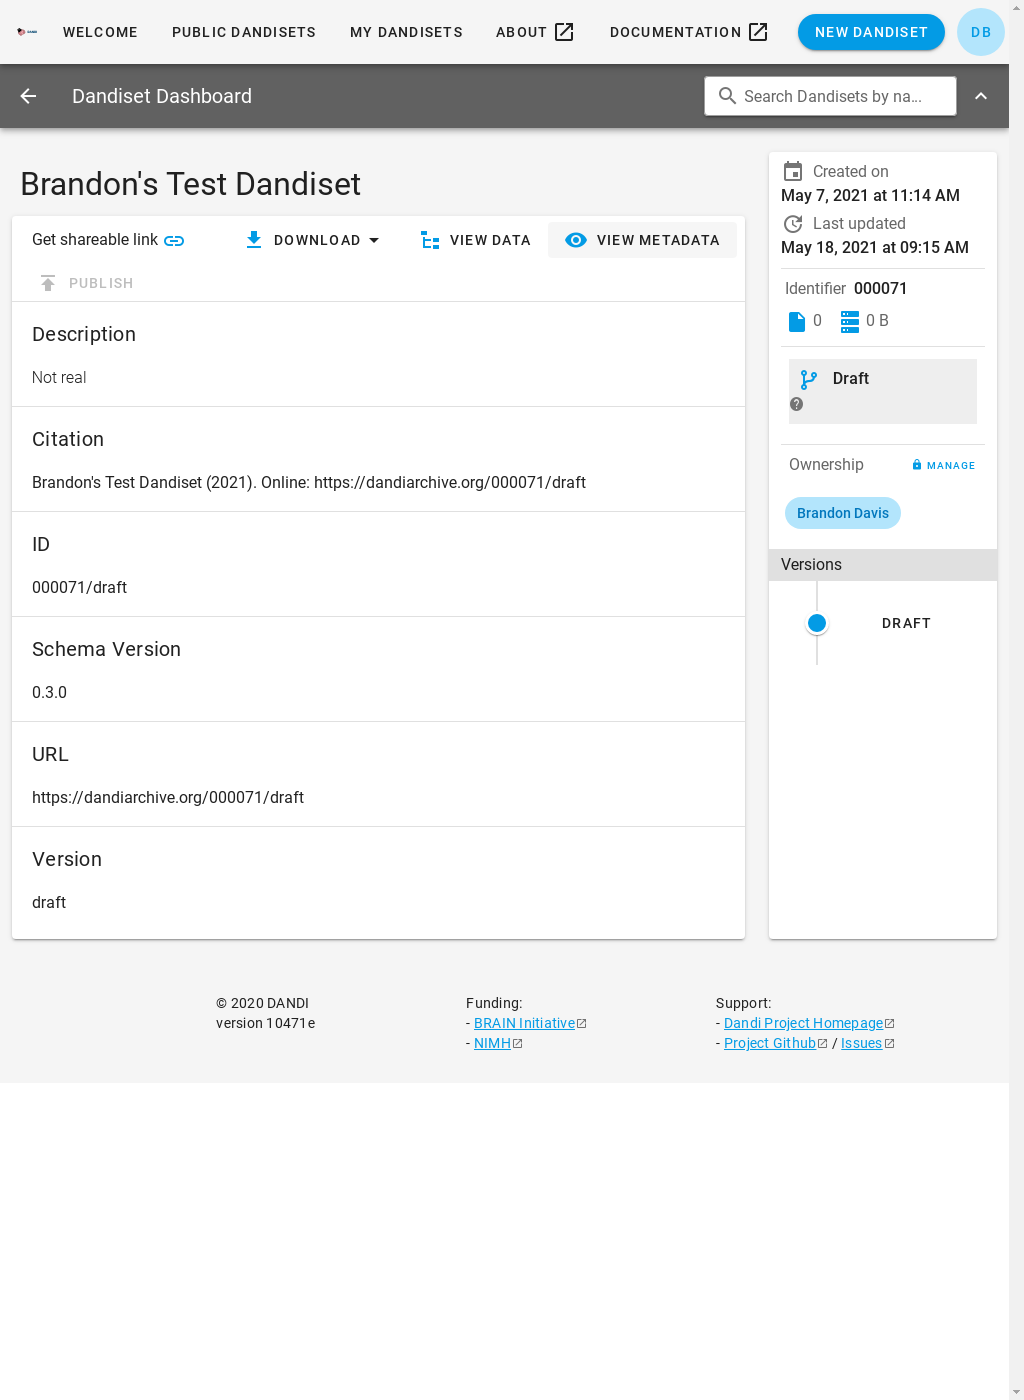 WELCOME PUBLIC DANDISETS MY DANDISETS ABOUT DOCUMENTATION NEW DANDISET DB
Dandiset Dashboard Search Dandisets by na...
Brandon's Test Dandiset
Get shareable link DOWNLOAD VIEW DATA VIEW METADATA
PUBLISH
Description
Not real
Citation
Brandon's Test Dandiset (2021). Online: https://dandiarchive.org/000071/draft
ID
000071/draft
Schema Version
0.3.0
URL
https://dandiarchive.org/000071/draft
Version
draft
Created on
May 7, 2021 at 11:14 AM
Last updated
May 18, 2021 at 09:15 AM
Identifier 000071
0 0 B
Draft
Ownership MANAGE
Brandon Davis
Versions
DRAFT
© 2020 DANDI
version 10471e
Funding:
- BRAIN Initiative
- NIMH
Support:
- Dandi Project Homepage
- Project Github / Issues